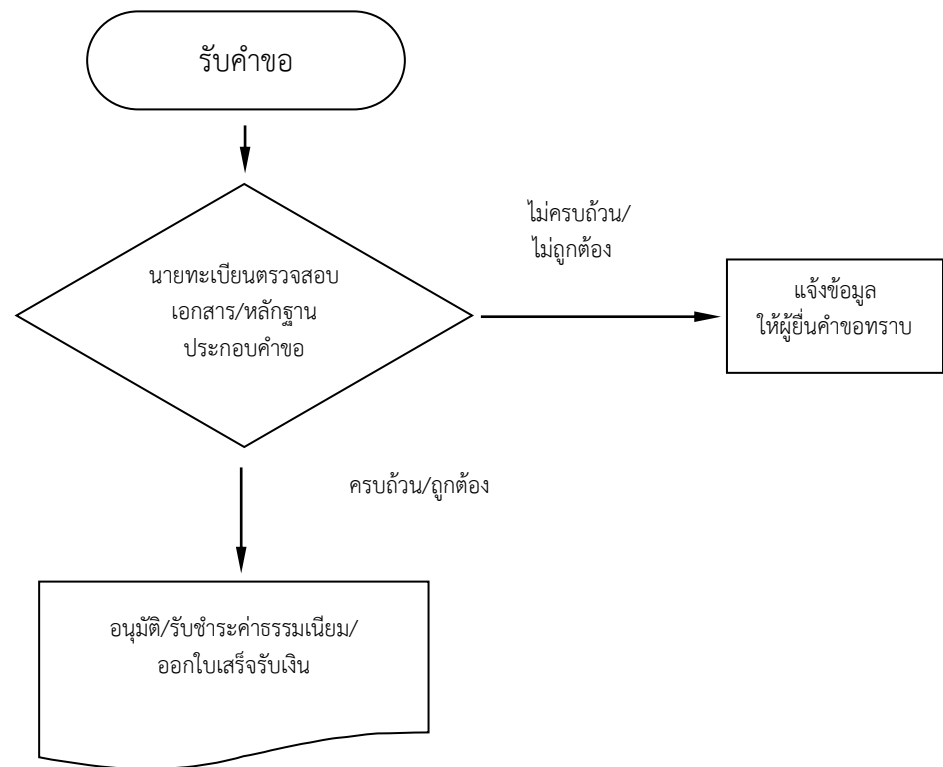 รับคำขอ
ไม่ครบถ้วน/
ไม่ถูกต้อง
นายทะเบียนตรวจสอบ
เอกสาร/หลักฐาน
ประกอบคำขอ
แจ้งข้อมูล
ให้ผู้ยื่นคำขอทราบ
ครบถ้วน/ถูกต้อง
อนุมัติ/รับชำระค่าธรรมเนียม/
ออกใบเสร็จรับเงิน